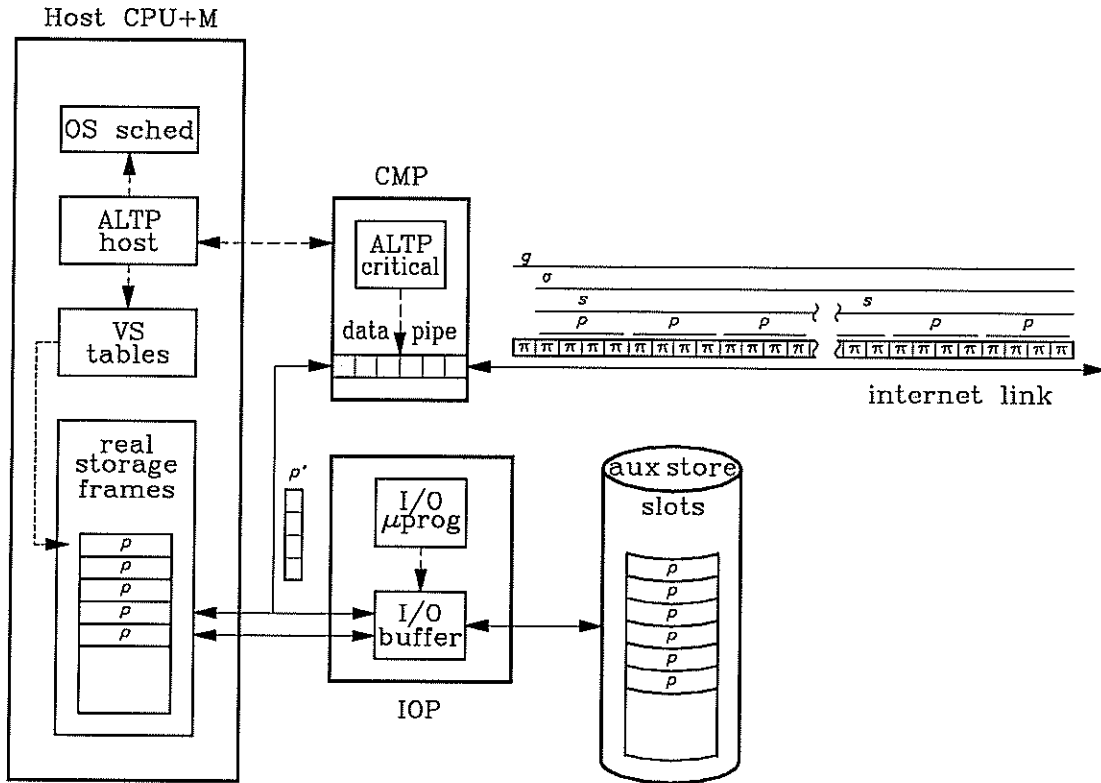 Host CPU+M
OS sched
ALTP
host
VS
tables
real
storage
frames
p
p
p
p
p
CMP
ALTP
critical
data pipe
g
σ
s s
p p p p p
π π π π π π π π π π π π π π π π π π π π π π
internet link
p'
I/O
μprog
I/O
buffer
IOP
aux store
slots
p
p
p
p
p
p